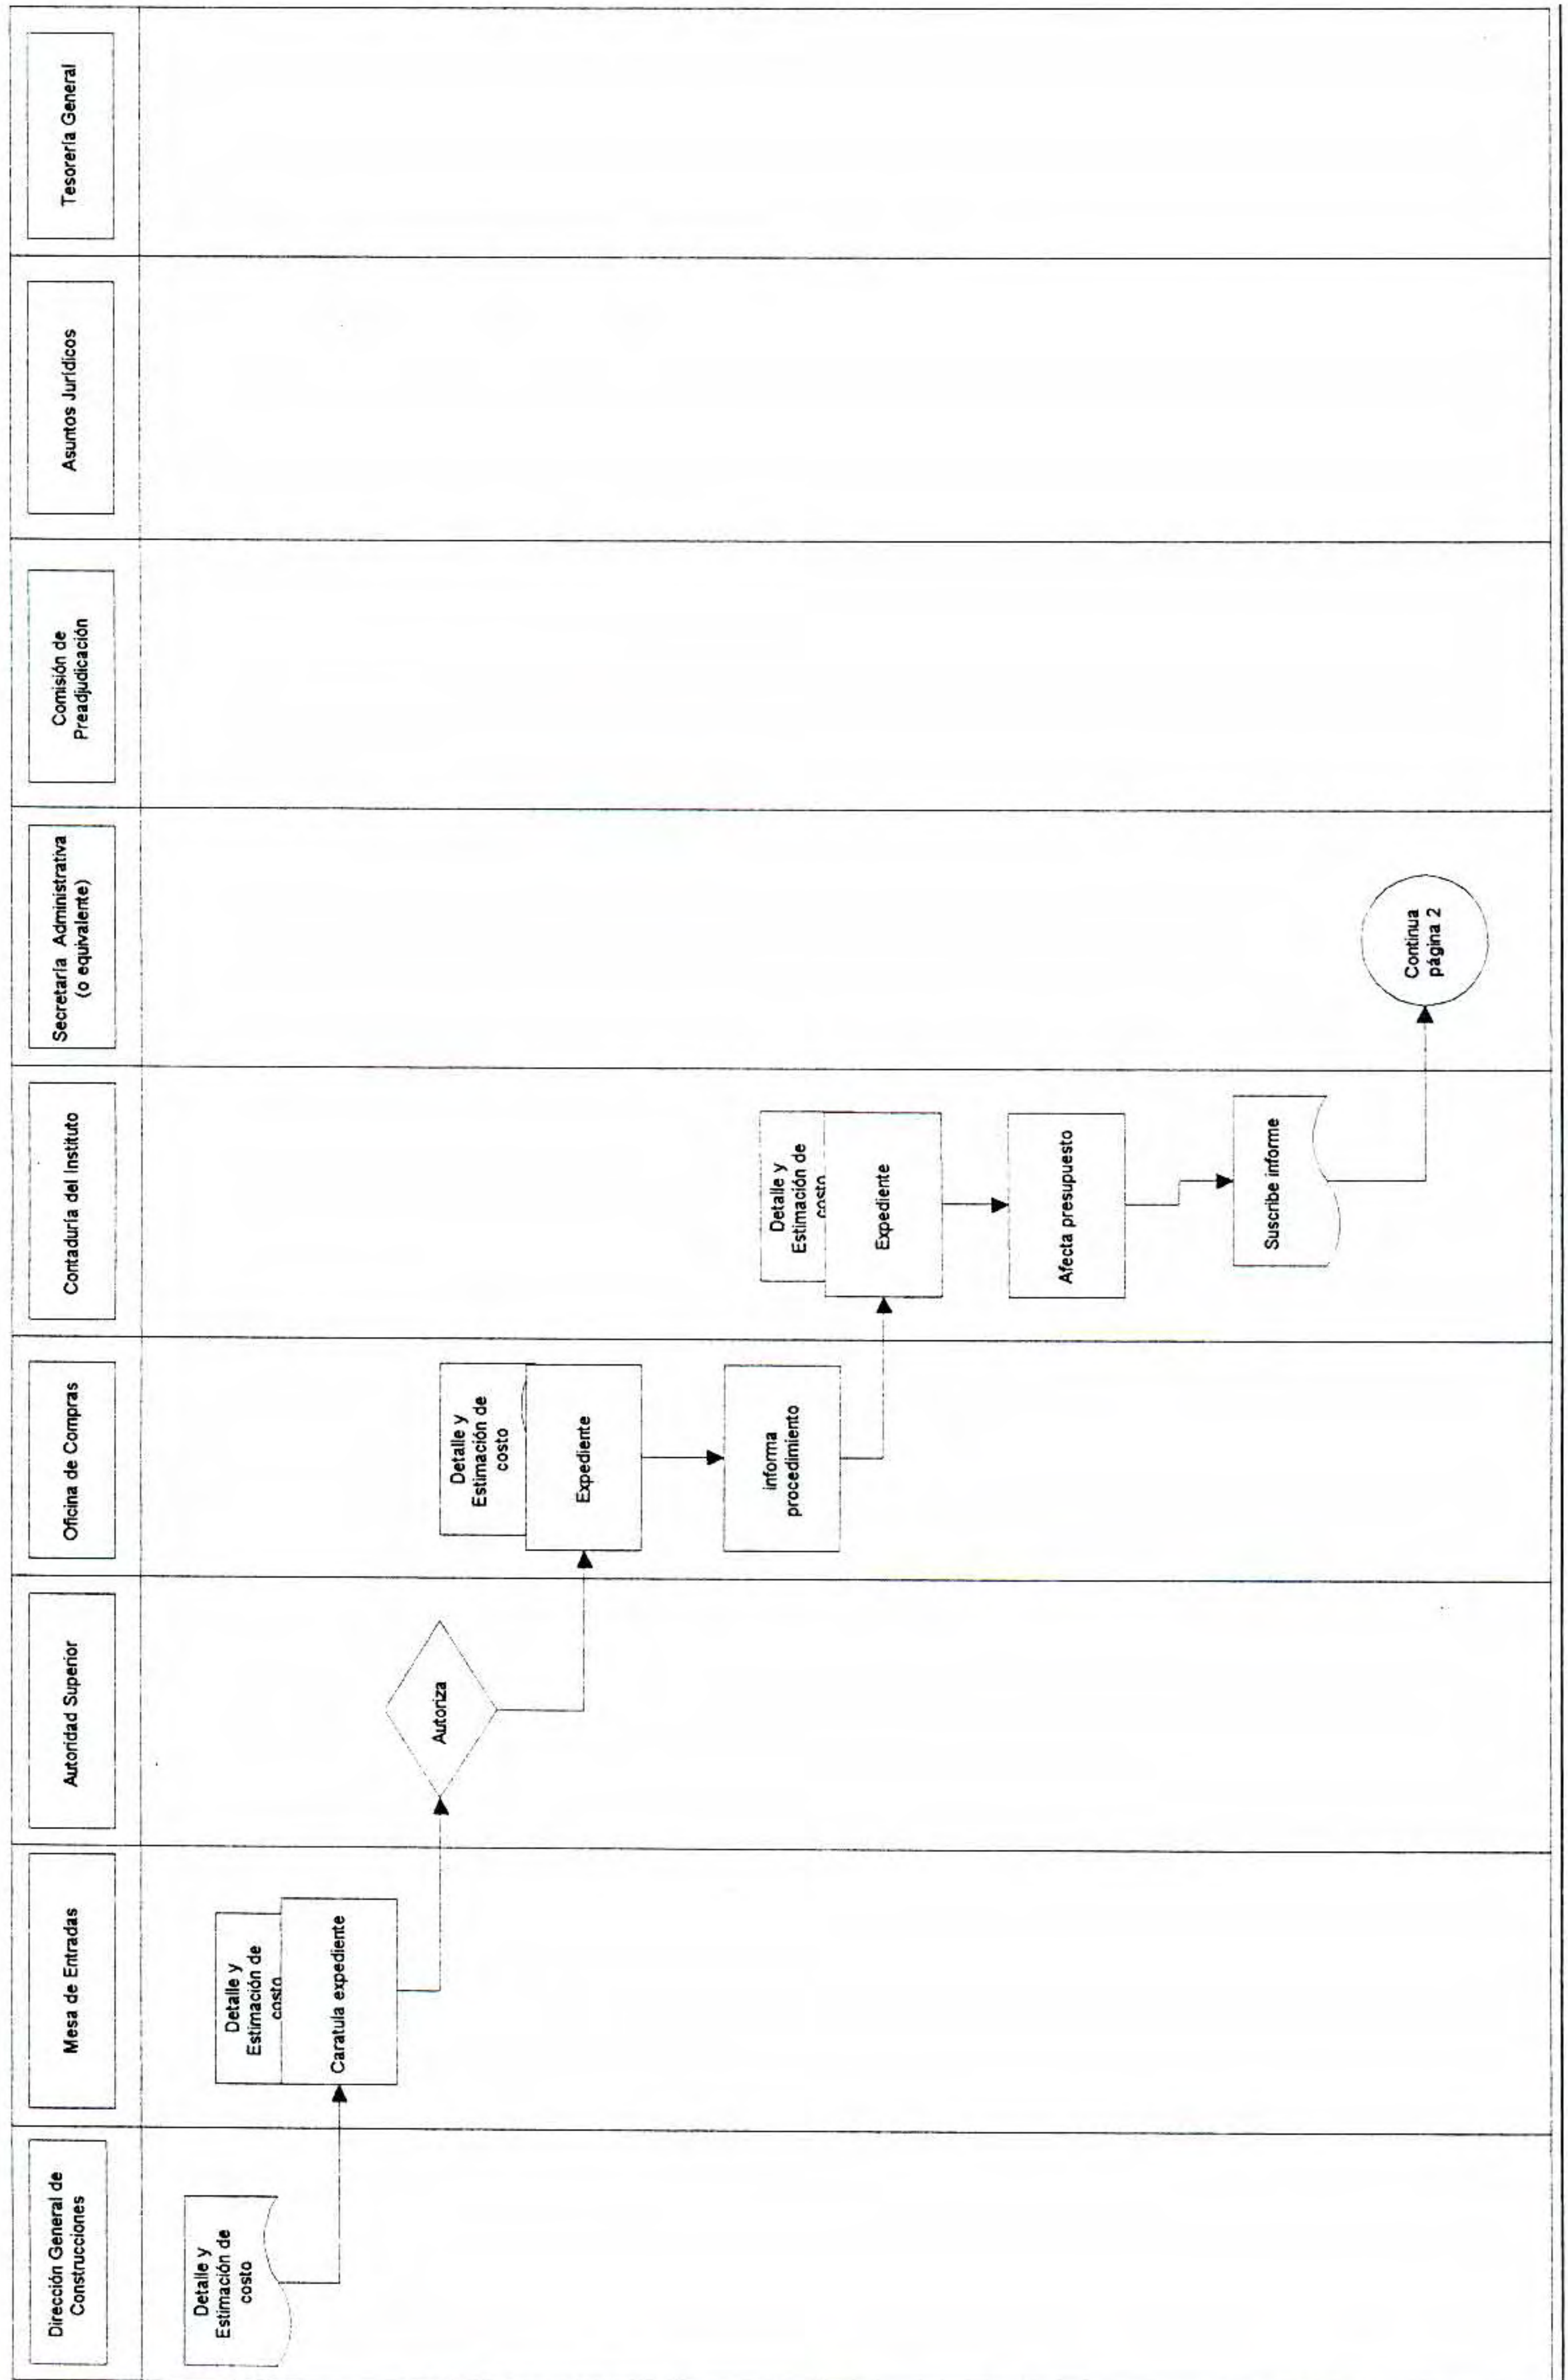 Dirección General de
Construcciones
Mesa de Entradas
Autoridad Superior
Oficina de Compras
Contaduría del Instituto
Secretaría Administrativa
(o equivalente)
Comisión de
Preadjudicación
Asuntos Jurídicos
Tesorería General
Detalle y
Estimación de
costo
Detalle y
Estimación de
costo
Caratula expediente
Autoriza
Detalle y
Estimación de
costo
Expediente
informa
procedimiento
Detalle y
Estimación de
costo
Expediente
Afecta presupuesto
Suscribe informe
Continua
página 2